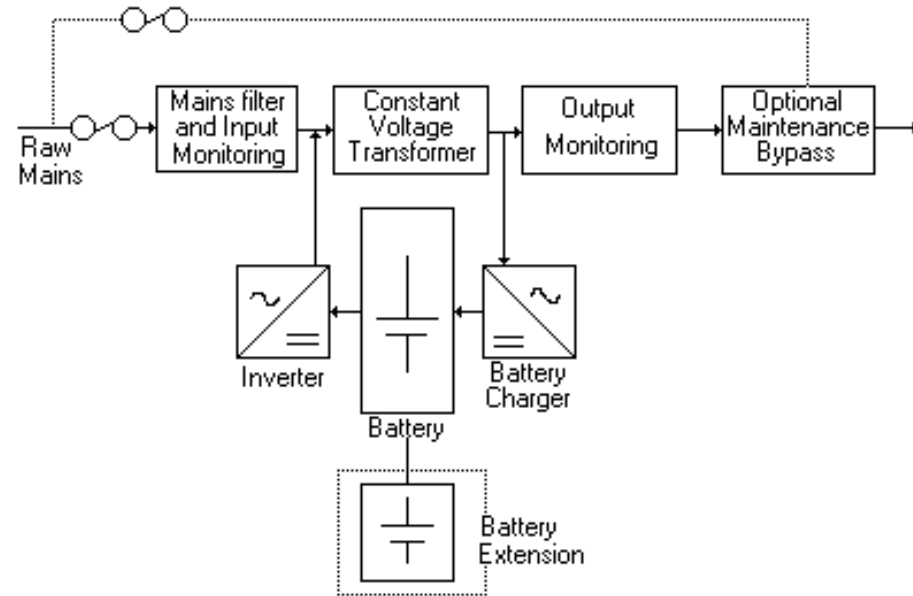 Raw
Mains
Mains filter
and Input
Monitoring
Constant
Voltage
Transformer
Output
Monitoring
Optional
Maintenance
Bypass
Inverter
Battery
Battery
Charger
Battery
Extension